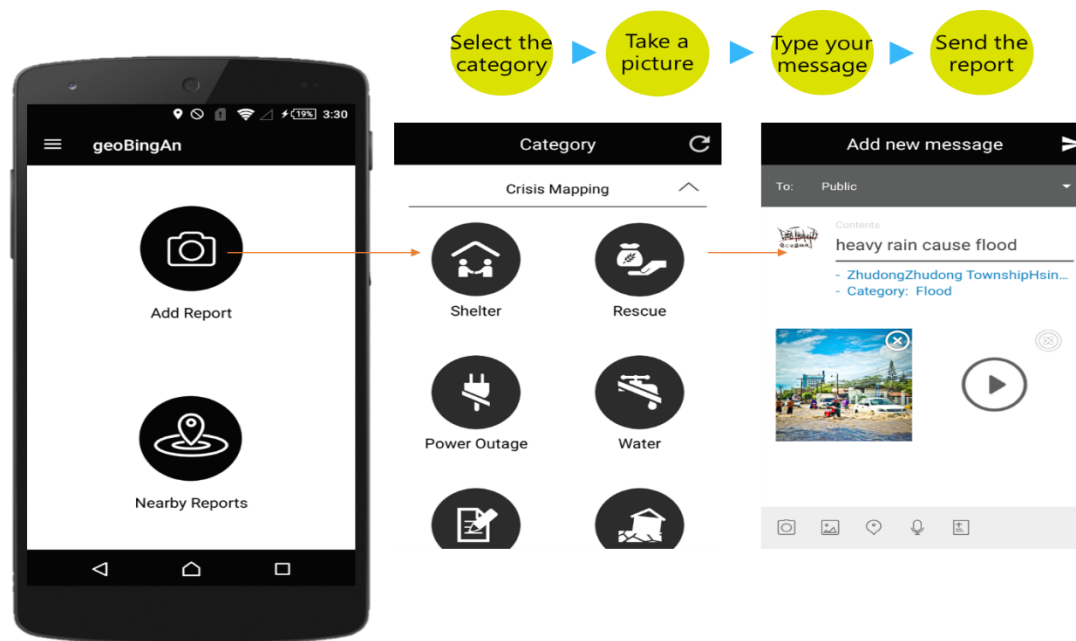 Select the
category
Take a
picture
Type your
message
Send the
report
19%
3:30
geoBingAn
Add Report
Nearby Reports
Category
Crisis Mapping
Shelter
Rescue
Power Outage
Water
Add new message
To: Public
Contents
heavy rain cause flood
- ZhudongZhudong TownshipHsin...
- Category: Flood